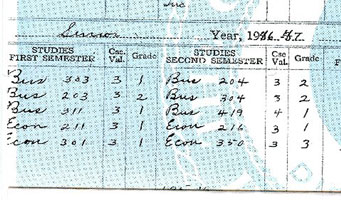 Junior Year, 1946-47.
STUDIES FIRST SEMESTER Cse. Val. Grade STUDIES SECOND SEMESTER Cse. Val. Grade
Bus 303 3 1 Bus 204 3 2
Bus 203 3 2 Bus 304 3 2
Bus 311 3 1 Bus 419 4 1
Econ 211 3 1 Econ 216 3 1
Econ 301 3 1 Econ 350 3 3